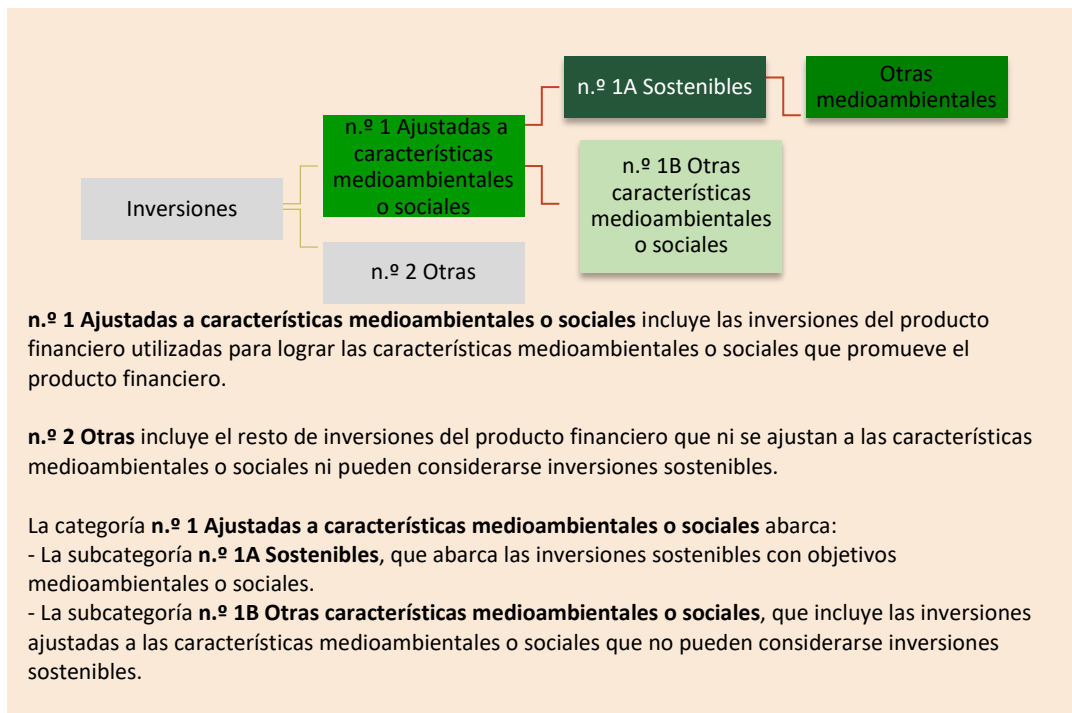 n.º 1A Sostenibles
Otras
medioambientales
n.º 1 Ajustadas a
características
medioambientales
o sociales
n.º 1B Otras
características
medioambientales
o sociales
Inversiones
n.º 2 Otras
n.º 1 Ajustadas a características medioambientales o sociales incluye las inversiones del producto
financiero utilizadas para lograr las características medioambientales o sociales que promueve el
producto financiero.
n.º 2 Otras incluye el resto de inversiones del producto financiero que ni se ajustan a las características
medioambientales o sociales ni pueden considerarse inversiones sostenibles.
La categoría n.º 1 Ajustadas a características medioambientales o sociales abarca:
- La subcategoría n.º 1A Sostenibles, que abarca las inversiones sostenibles con objetivos
medioambientales o sociales.
- La subcategoría n.º 1B Otras características medioambientales o sociales, que incluye las inversiones
ajustadas a las características medioambientales o sociales que no pueden considerarse inversiones
sostenibles.